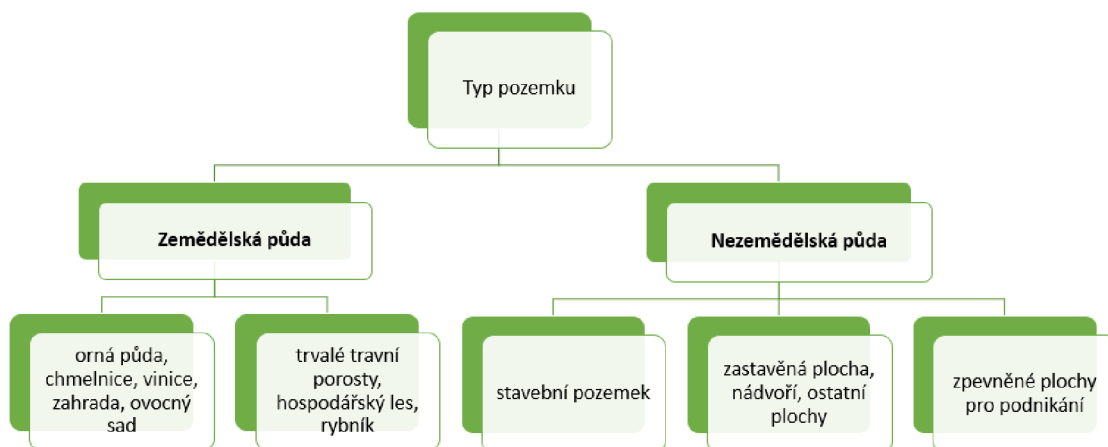 Typ pozemku
Zemědělská půda
Nezemědělská půda
orná půda,
chmelnice, vinice,
zahrada, ovocný
sad
trvalé travní
porosty,
hospodářský les,
rybník
stavební pozemek
zastavěná plocha,
nádvoří, ostatní
plochy
zpevněné plochy
pro podnikání